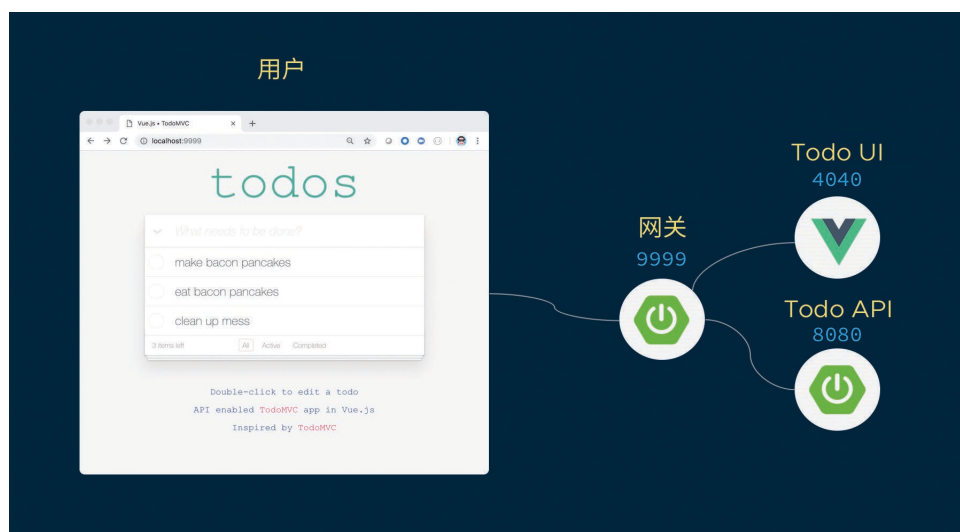 用户
Vue.js • TodoMVC
localhost:9999
todos
What needs to be done?
make bacon pancakes
eat bacon pancakes
clean up mess
3 items left All Active Completed
Double-click to edit a todo
API enabled TodoMVC app in Vue.js
Inspired by TodoMVC
网关
9999
Todo UI
4040
Todo API
8080